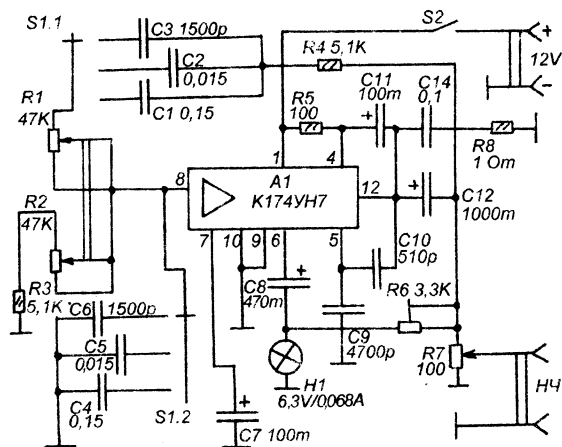 S1.1
C3 1500p
S2
+
12V
−
C2
0,015
R4 5,1K
C11
100m
C14
0,1
R1
47K
C1 0,15
R5
100
+
R8
1 Om
1
4
R2
47K
8
A1
К174УН7
12
+
C12
1000m
7
10
9
6
5
C10
510p
R3
5,1K
C6
1500p
C8
470m
+
R6 3,3K
C5
0,015
C9
4700p
R7
100
C4
0,15
S1.2
H1
6,3V/0,068A
НЧ
+
C7 100m